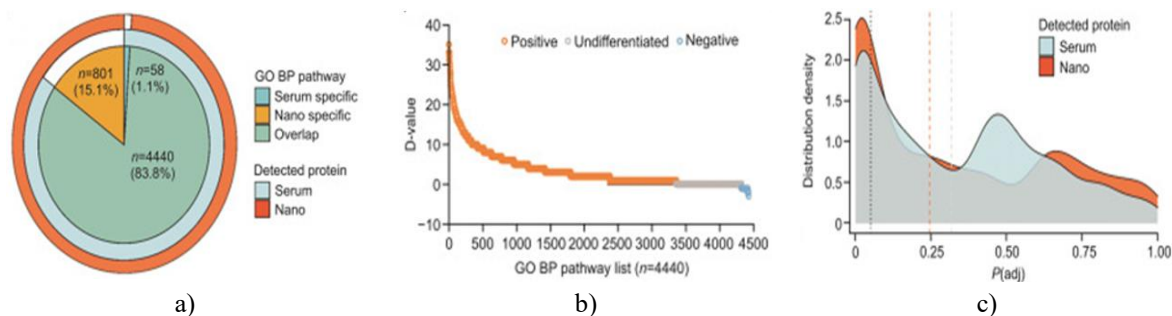 n=801
(15.1%)
n=58
(1.1%)
n=4440
(83.8%)
GO BP pathway
Serum specific
Nano specific
Overlap
Detected protein
Serum
Nano
a)
D-value
40
30
20
10
0
−10
Positive
Undifferentiated
Negative
0
500
1000
1500
2000
2500
3000
3500
4000
4500
GO BP pathway list (n=4440)
b)
Distribution density
2.5
2.0
1.5
1.0
0.5
0
Detected protein
Serum
Nano
0
0.25
0.50
0.75
1.00
P(adj)
c)